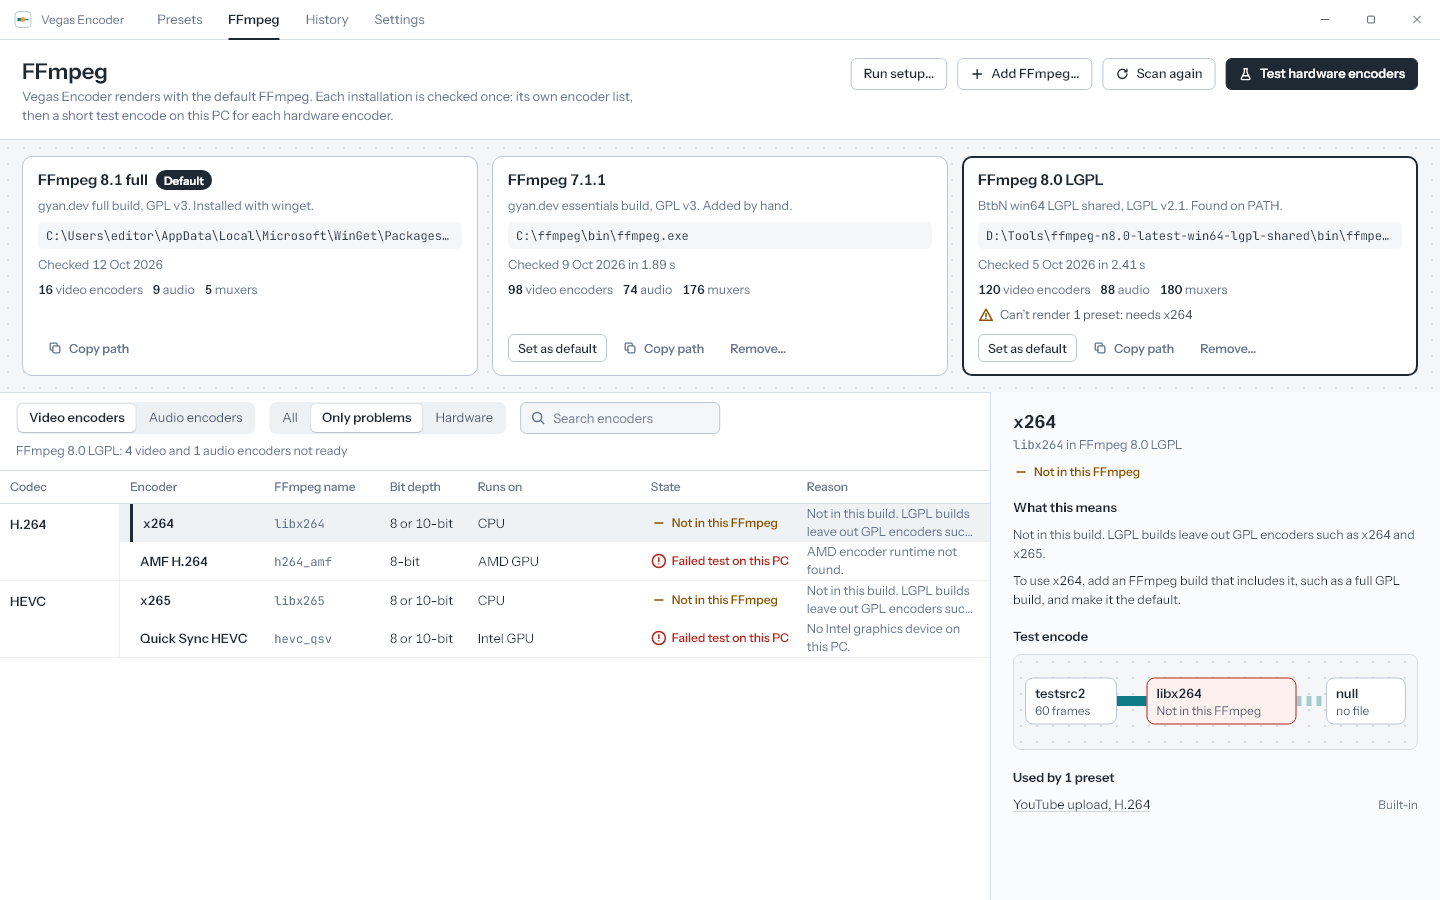 Vegas Encoder Presets FFmpeg History Settings
FFmpeg
Vegas Encoder renders with the default FFmpeg. Each installation is checked once: its own encoder list,
then a short test encode on this PC for each hardware encoder.
Run setup... Add FFmpeg... Scan again Test hardware encoders
FFmpeg 8.1 full Default
gyan.dev full build, GPL v3. Installed with winget.
C:\Users\editor\AppData\Local\Microsoft\WinGet\Packages…
Checked 12 Oct 2026
16 video encoders 9 audio 5 muxers
Copy path
FFmpeg 7.1.1
gyan.dev essentials build, GPL v3. Added by hand.
C:\ffmpeg\bin\ffmpeg.exe
Checked 9 Oct 2026 in 1.89 s
98 video encoders 74 audio 176 muxers
Set as default Copy path Remove...
FFmpeg 8.0 LGPL
BtbN win64 LGPL shared, LGPL v2.1. Found on PATH.
D:\Tools\ffmpeg-n8.0-latest-win64-lgpl-shared\bin\ffmpe…
Checked 5 Oct 2026 in 2.41 s
120 video encoders 88 audio 180 muxers
Can't render 1 preset: needs x264
Set as default Copy path Remove...
Video encoders Audio encoders All Only problems Hardware Search encoders
FFmpeg 8.0 LGPL: 4 video and 1 audio encoders not ready
Codec Encoder FFmpeg name Bit depth Runs on State Reason
H.264 x264 libx264 8 or 10-bit CPU Not in this FFmpeg Not in this build. LGPL builds
leave out GPL encoders suc…
AMF H.264 h264_amf 8-bit AMD GPU Failed test on this PC AMD encoder runtime not
found.
HEVC x265 libx265 8 or 10-bit CPU Not in this FFmpeg Not in this build. LGPL builds
leave out GPL encoders suc…
Quick Sync HEVC hevc_qsv 8 or 10-bit Intel GPU Failed test on this PC No Intel graphics device on
this PC.
x264
libx264 in FFmpeg 8.0 LGPL
Not in this FFmpeg
What this means
Not in this build. LGPL builds leave out GPL encoders such as x264 and
x265.
To use x264, add an FFmpeg build that includes it, such as a full GPL
build, and make it the default.
Test encode
testsrc2 libx264 null
60 frames Not in this FFmpeg no file
Used by 1 preset
YouTube upload, H.264 Built-in